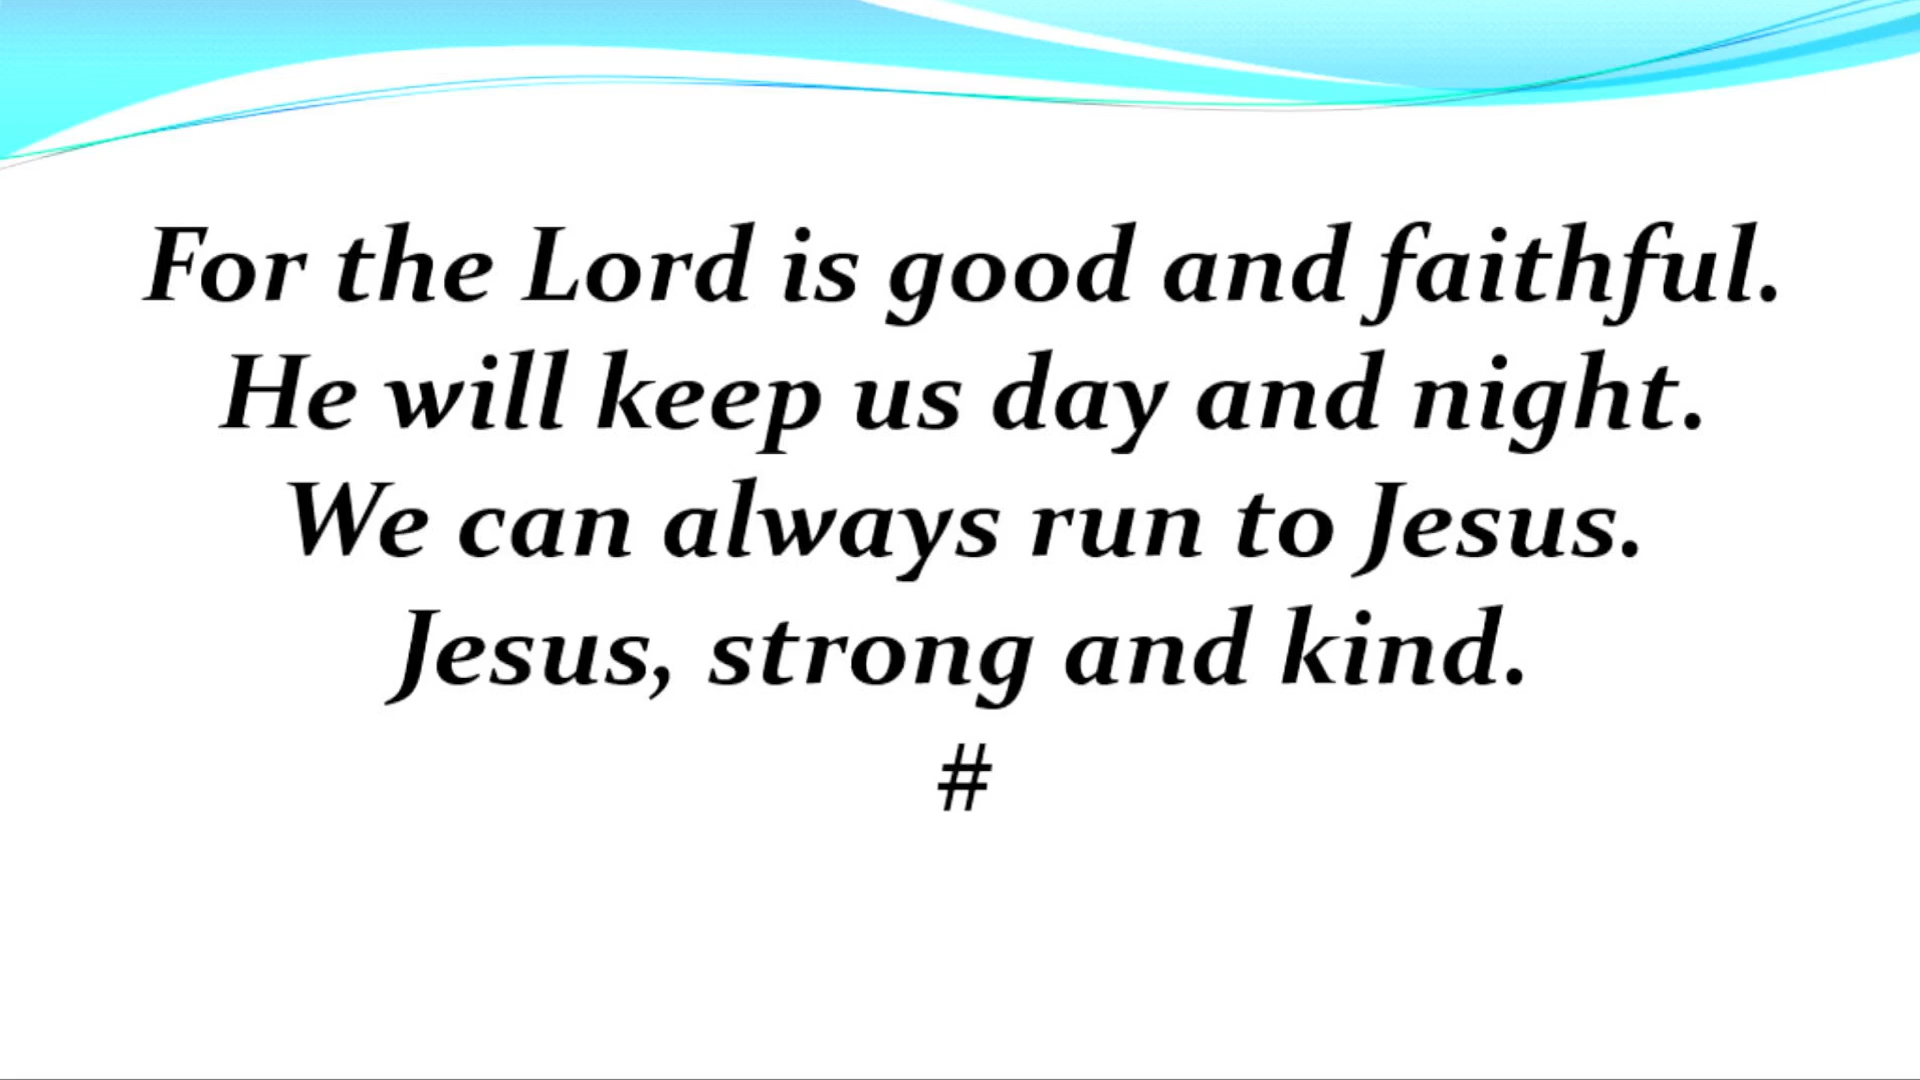 For the Lord is good and faithful.
He will keep us day and night.
We can always run to Jesus.
Jesus, strong and kind.
#